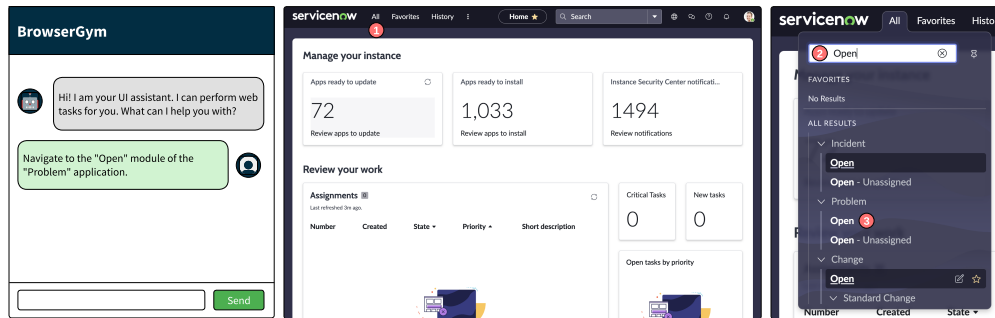 BrowserGym
Hi! I am your UI assistant. I can perform web
tasks for you. What can I help you with?
Navigate to the "Open" module of the
"Problem" application.
Send
servicenow All Favorites History Home Search
1
Manage your instance
Apps ready to update
72
Review apps to update
Apps ready to install
1,033
Review apps to install
Instance Security Center notificati...
1494
Review notifications
Review your work
Assignments 0
Last refreshed 3m ago.
Number Created State Priority Short description
Critical Tasks
0
New tasks
0
Open tasks by priority
servicenow All Favorites Histo
2 Open
FAVORITES
No Results
ALL RESULTS
Incident
Open
Open - Unassigned
Problem
Open 3
Open - Unassigned
Change
Open
Standard Change
Number Created State